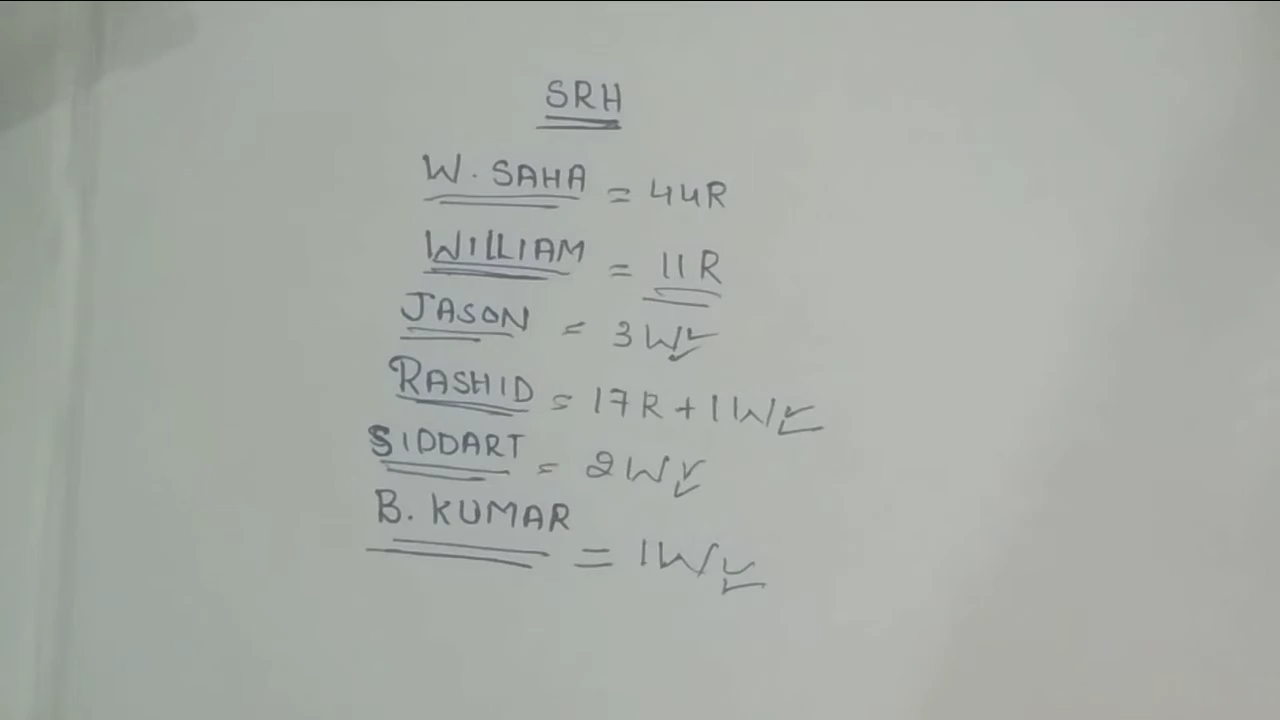 SRH
W. SAHA = 44R
WILLIAM = 11R
JASON = 3W
RASHID = 17R + 1W
SIDDART = 2W
B. KUMAR = 1W